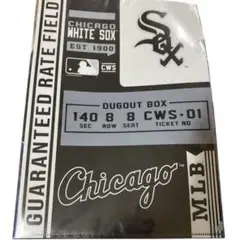 GUARANTEED RATE FIELD
CHICAGO
WHITE SOX
EST. 1900
CWS
Sox
DUGOUT BOX
140 8 8 CWS-01
SEC ROW SEAT TICKET NO
Chicago
MLB